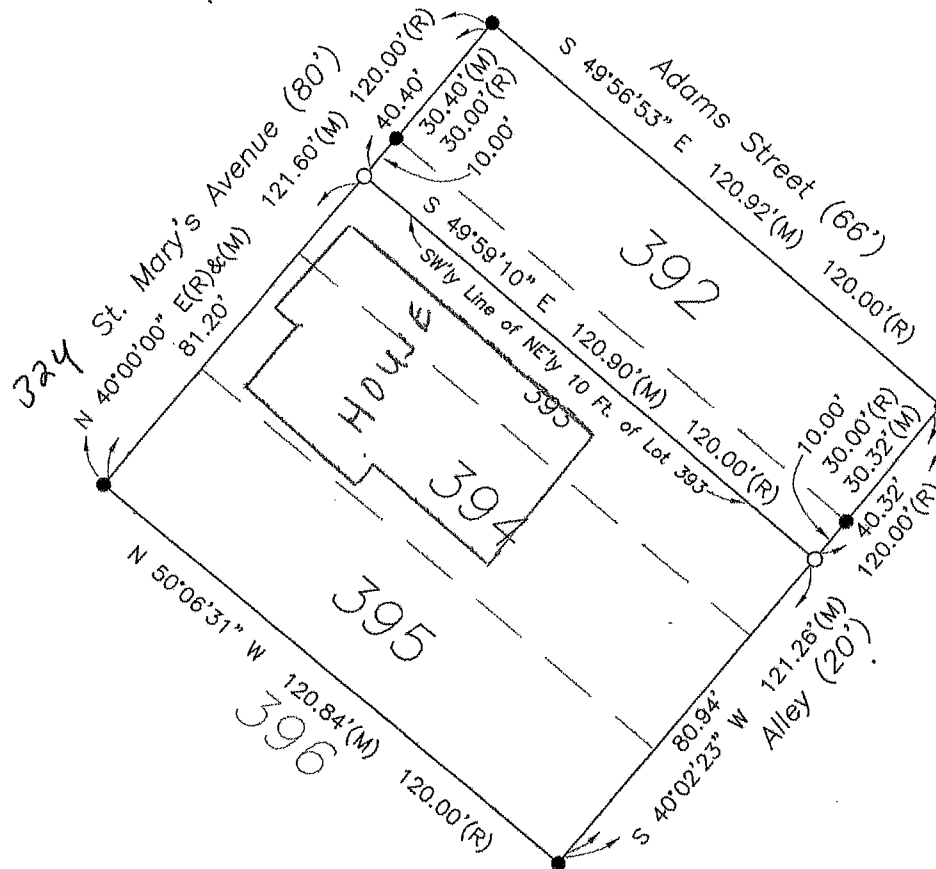 St. Mary's Avenue (80')
324
N 40°00'00" E(R)&(M)
81.20'
121.60'(M) 120.00'(R)
40.40'
30.40'(M)
30.00'(R)
10.00'
S 49°56'53" E 120.92'(M) 120.00'(R)
Adams Street (66')
392
S 49°59'10" E 120.90'(M) 120.00'(R)
SW'ly Line of NE'ly 10 Ft. of Lot 393
HOUSE
393
394
395
10.00'
30.00'(R)
30.32'(M)
40.32'
120.00'(R)
N 50°06'31" W 120.84'(M) 120.00'(R)
396
80.94'
S 40°02'23" W 121.26'(M)
Alley (20')